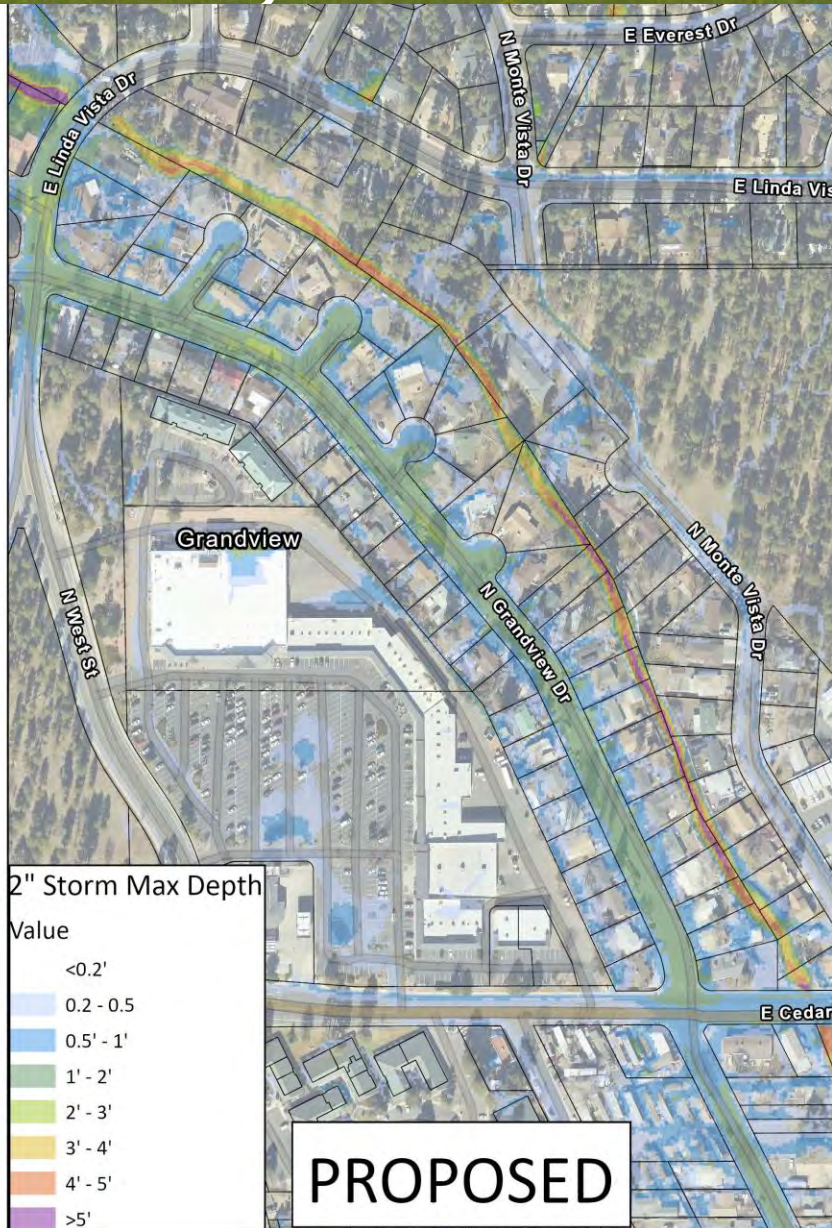 E Everest Dr
N Monte Vista Dr
E Linda Vista Dr
E Linda Vis
Grandview
N West St
N Grandview Dr
N Monte Vista Dr
E Cedar
2" Storm Max Depth
Value
<0.2'
0.2 - 0.5
0.5' - 1'
1' - 2'
2' - 3'
3' - 4'
4' - 5'
>5'
PROPOSED